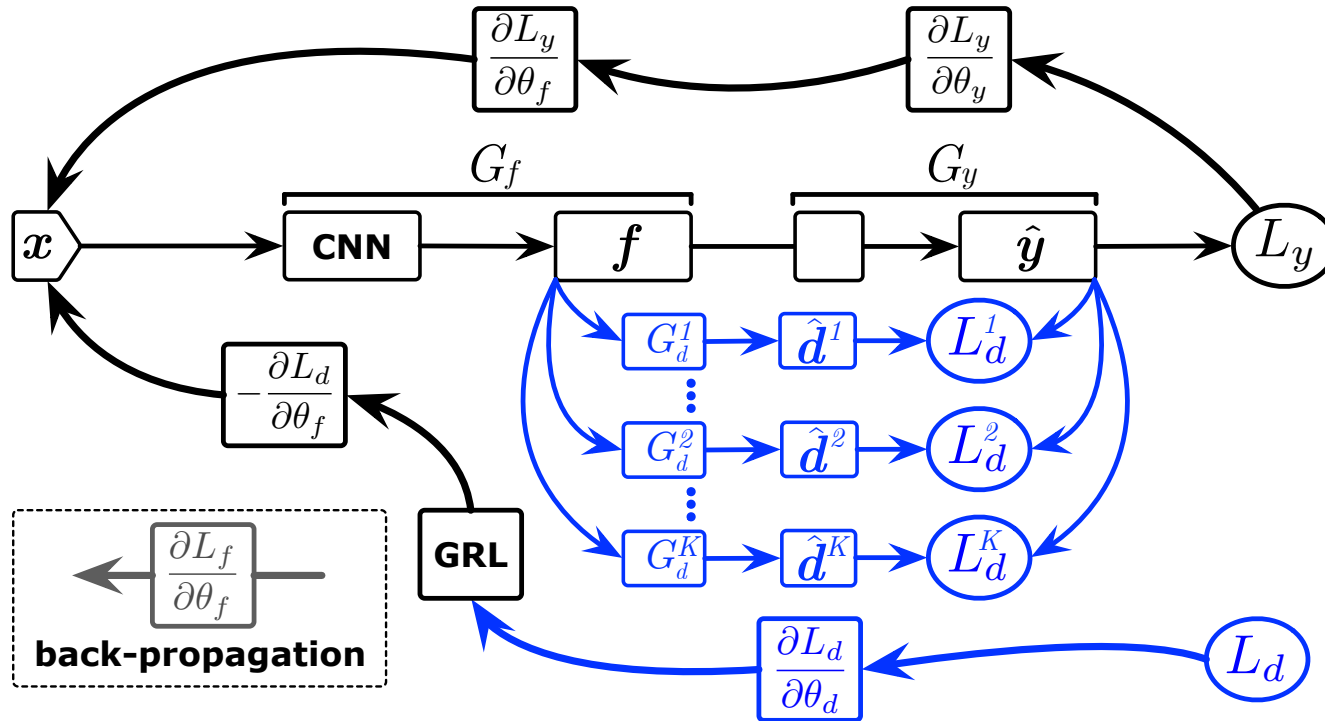 ∂L_y/∂θ_f
∂L_y/∂θ_y
G_f
G_y
x
CNN
f
ŷ
L_y
G_d^1
d̂^1
L_d^1
-∂L_d/∂θ_f
G_d^2
d̂^2
L_d^2
GRL
G_d^K
d̂^K
L_d^K
∂L_f/∂θ_f
back-propagation
∂L_d/∂θ_d
L_d